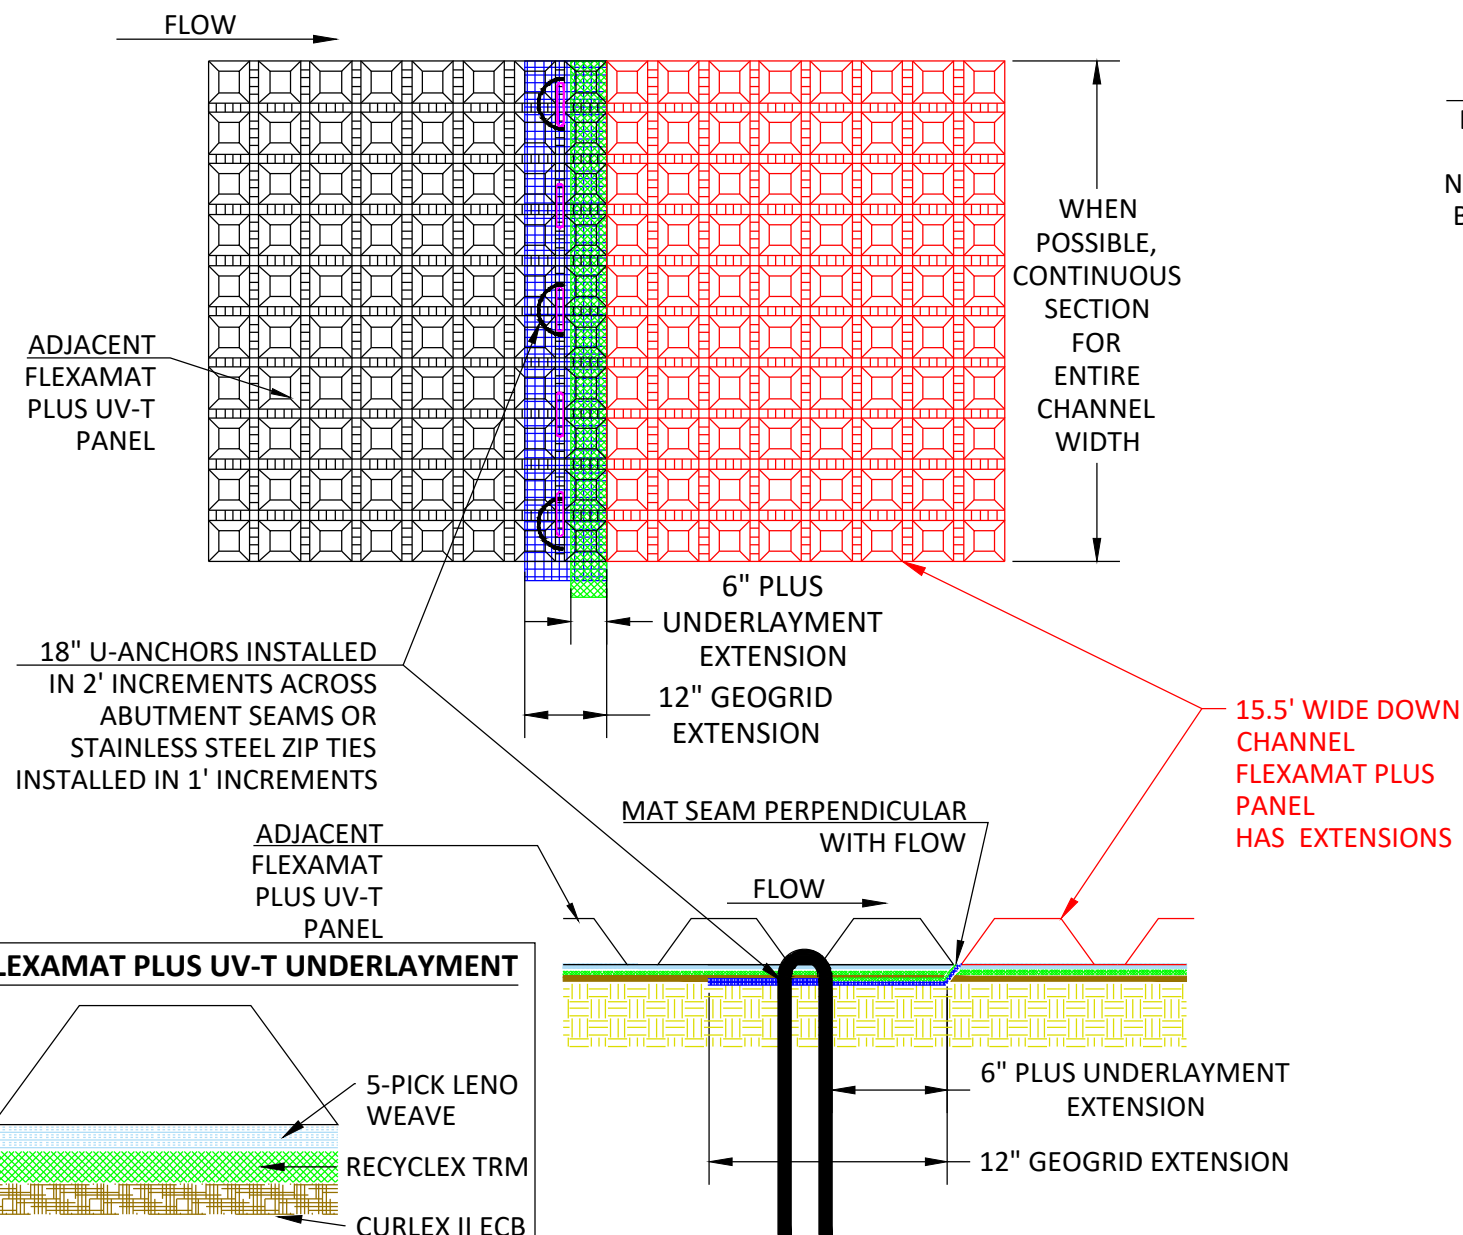 FLOW
WHEN
POSSIBLE,
CONTINUOUS
SECTION
FOR
ENTIRE
CHANNEL
WIDTH
ADJACENT
FLEXAMAT
PLUS UV-T
PANEL
6" PLUS
UNDERLAYMENT
EXTENSION
12" GEOGRID
EXTENSION
18" U-ANCHORS INSTALLED
IN 2' INCREMENTS ACROSS
ABUTMENT SEAMS OR
STAINLESS STEEL ZIP TIES
INSTALLED IN 1' INCREMENTS
15.5' WIDE DOWN
CHANNEL
FLEXAMAT PLUS
PANEL
HAS EXTENSIONS
MAT SEAM PERPENDICULAR
WITH FLOW
ADJACENT
FLEXAMAT
PLUS UV-T
PANEL
FLOW
LEXAMAT PLUS UV-T UNDERLAYMENT
5-PICK LENO
WEAVE
RECYCLEX TRM
CURLEX II ECB
6" PLUS UNDERLAYMENT
EXTENSION
12" GEOGRID EXTENSION